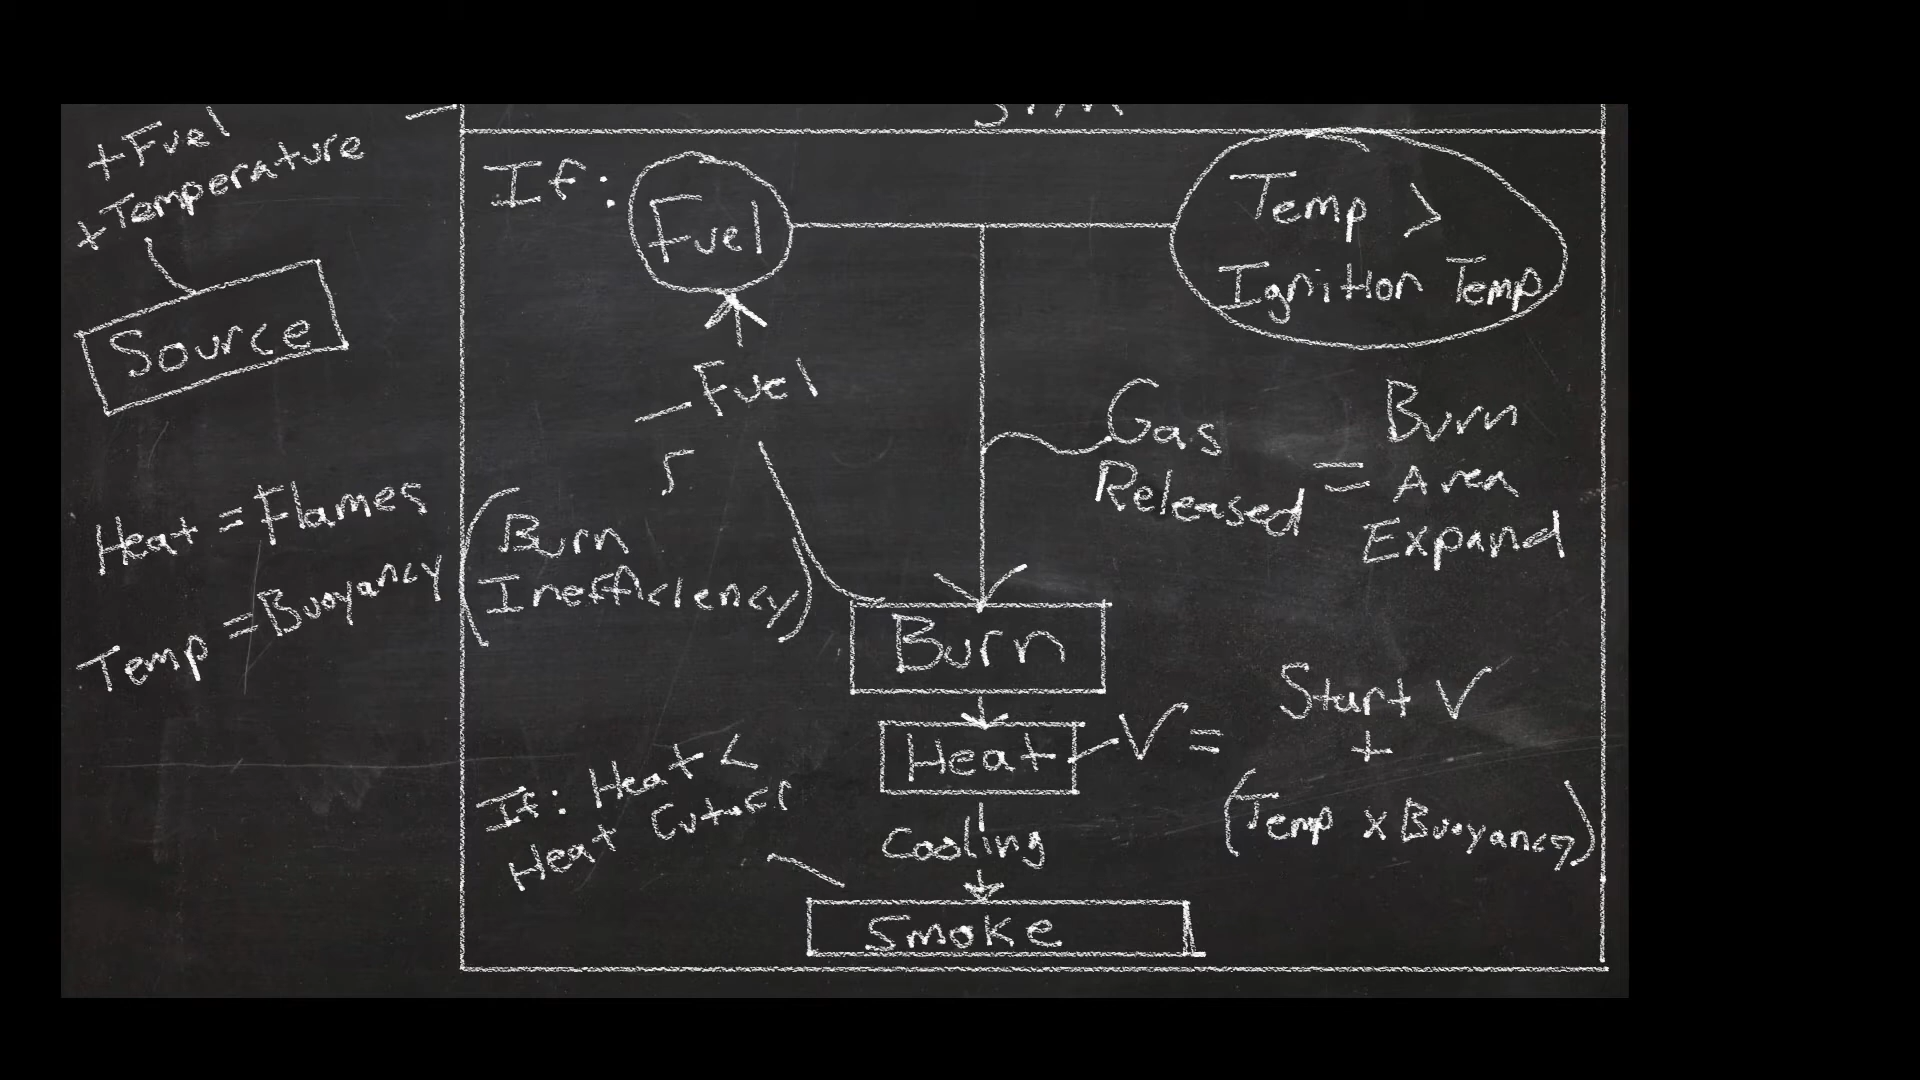 +Fuel
+Temperature
Source
Heat = Flames
Temp = Buoyancy
If: Fuel
Temp >
Ignition Temp
-Fuel
(Burn
Inefficiency)
Gas
Released
=
Burn
Area
Expand
Burn
Heat
V =
Start V
+
(Temp x Buoyancy)
If: Heat <
Heat Cutoff
Cooling
Smoke